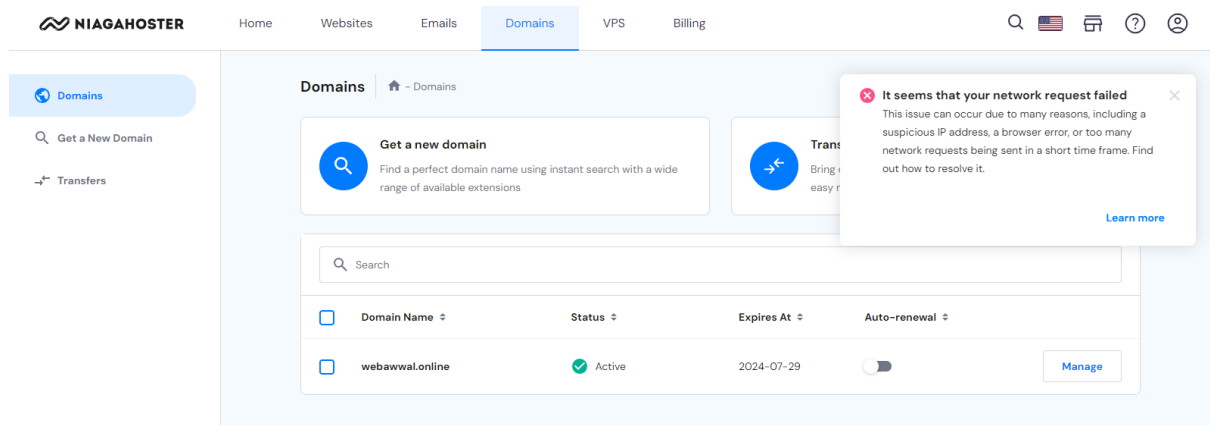 NIAGAHOSTER
Home Websites Emails Domains VPS Billing
Domains
Get a New Domain
Transfers
Domains - Domains
Get a new domain
Find a perfect domain name using instant search with a wide
range of available extensions
Trans
Bring
easy
It seems that your network request failed
This issue can occur due to many reasons, including a
suspicious IP address, a browser error, or too many
network requests being sent in a short time frame. Find
out how to resolve it.
Learn more
Search
Domain Name Status Expires At Auto-renewal
webawwal.online Active 2024-07-29 Manage